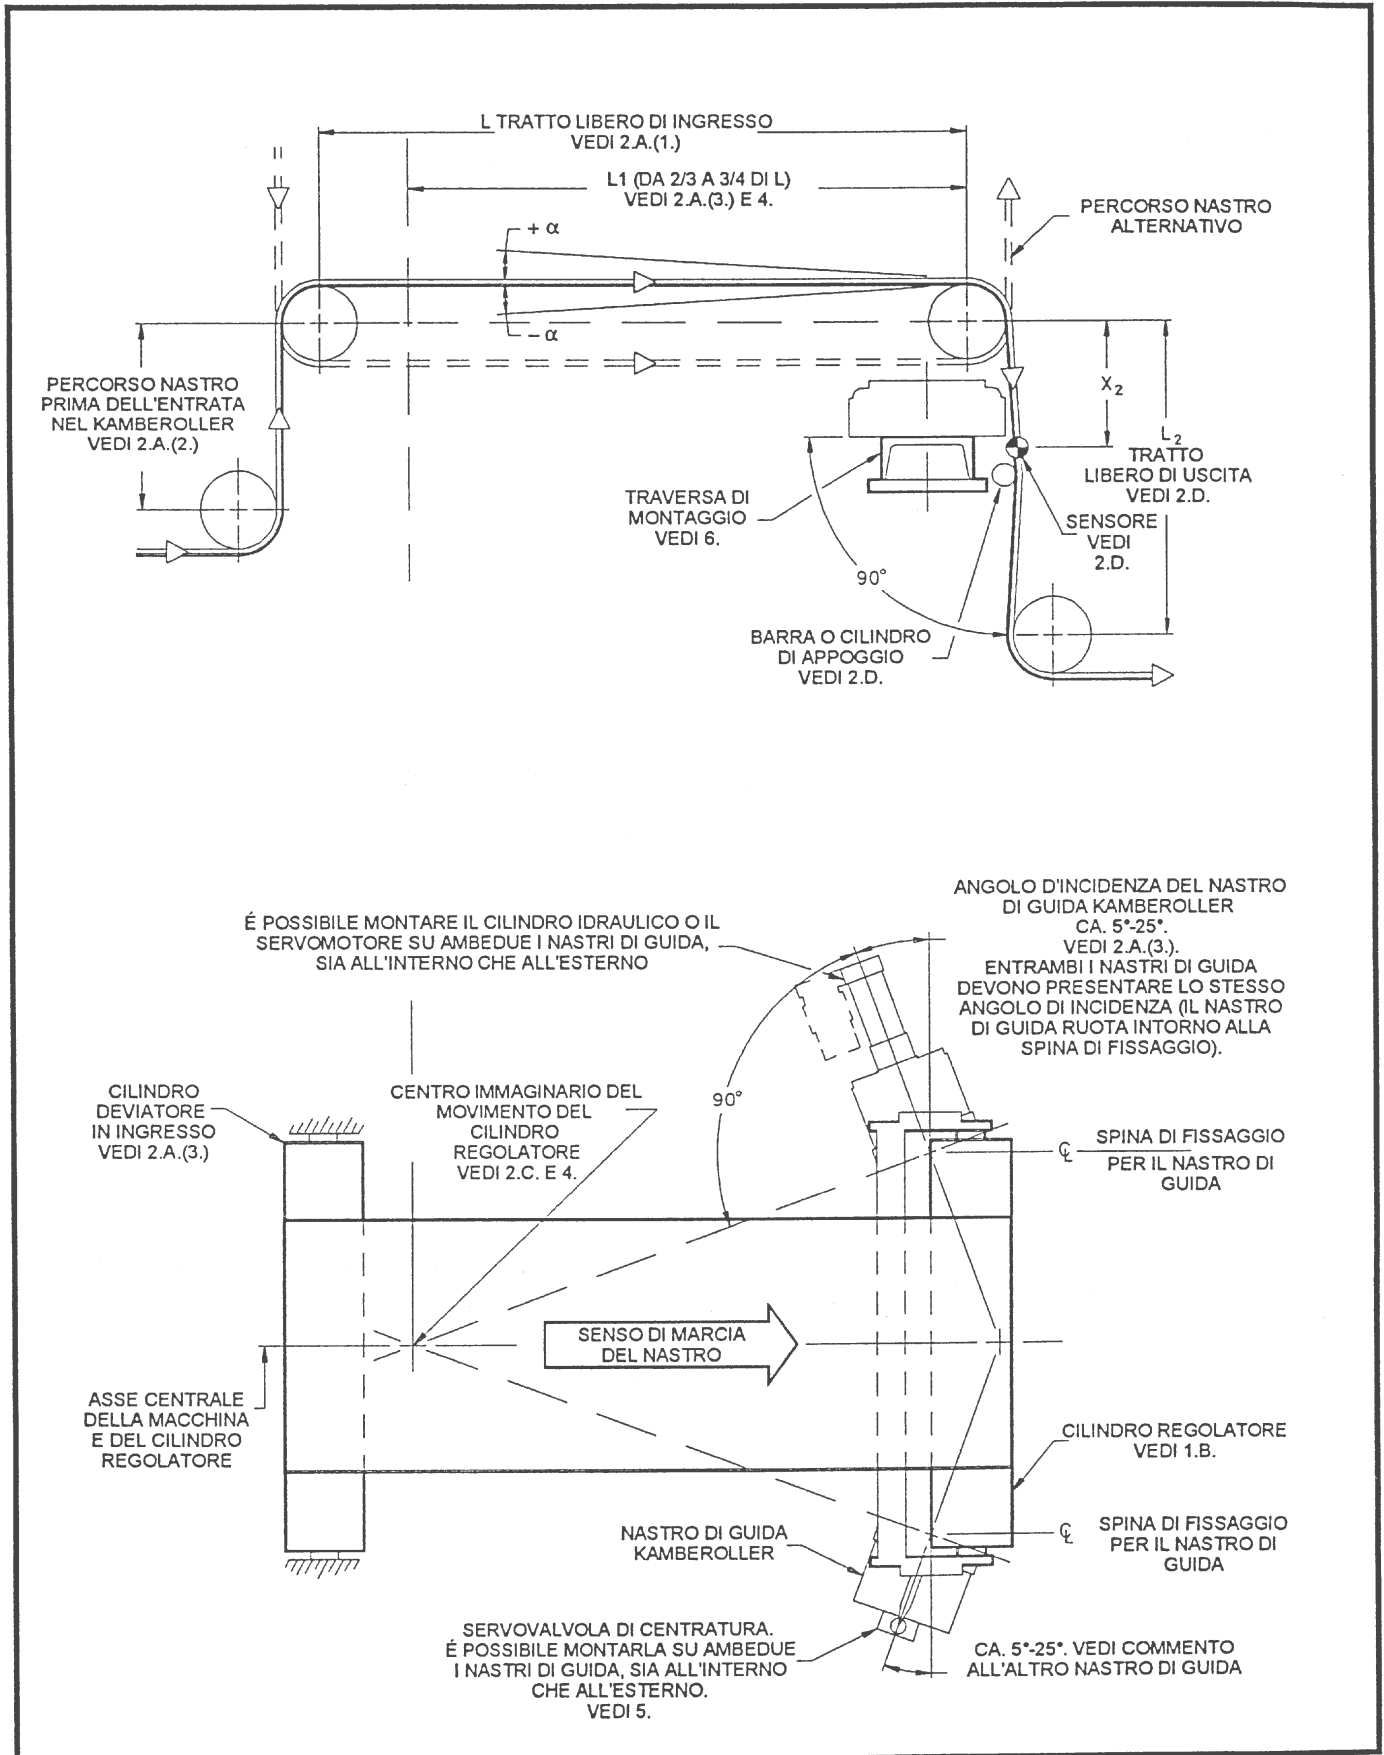 L TRATTO LIBERO DI INGRESSO
VEDI 2.A.(1.)
L1 (DA 2/3 A 3/4 DI L)
VEDI 2.A.(3.) E 4.
+ α
- α
PERCORSO NASTRO
ALTERNATIVO
PERCORSO NASTRO
PRIMA DELL'ENTRATA
NEL KAMBEROLLER
VEDI 2.A.(2.)
X2
L2
TRATTO
LIBERO DI USCITA
VEDI 2.D.
TRAVERSA DI
MONTAGGIO
VEDI 6.
SENSORE
VEDI
2.D.
90°
BARRA O CILINDRO
DI APPOGGIO
VEDI 2.D.
ANGOLO D'INCIDENZA DEL NASTRO
DI GUIDA KAMBEROLLER
CA. 5°-25°.
VEDI 2.A.(3.).
ENTRAMBI I NASTRI DI GUIDA
DEVONO PRESENTARE LO STESSO
ANGOLO DI INCIDENZA (IL NASTRO
DI GUIDA RUOTA INTORNO ALLA
SPINA DI FISSAGGIO).
É POSSIBILE MONTARE IL CILINDRO IDRAULICO O IL
SERVOMOTORE SU AMBEDUE I NASTRI DI GUIDA,
SIA ALL'INTERNO CHE ALL'ESTERNO
CILINDRO
DEVIATORE
IN INGRESSO
VEDI 2.A.(3.)
CENTRO IMMAGINARIO DEL
MOVIMENTO DEL
CILINDRO
REGOLATORE
VEDI 2.C. E 4.
90°
℄ SPINA DI FISSAGGIO
PER IL NASTRO DI
GUIDA
SENSO DI MARCIA
DEL NASTRO
ASSE CENTRALE
DELLA MACCHINA
E DEL CILINDRO
REGOLATORE
CILINDRO REGOLATORE
VEDI 1.B.
NASTRO DI GUIDA
KAMBEROLLER
℄ SPINA DI FISSAGGIO
PER IL NASTRO DI
GUIDA
SERVOVALVOLA DI CENTRATURA.
É POSSIBILE MONTARLA SU AMBEDUE
I NASTRI DI GUIDA, SIA ALL'INTERNO
CHE ALL'ESTERNO.
VEDI 5.
CA. 5°-25°. VEDI COMMENTO
ALL'ALTRO NASTRO DI GUIDA